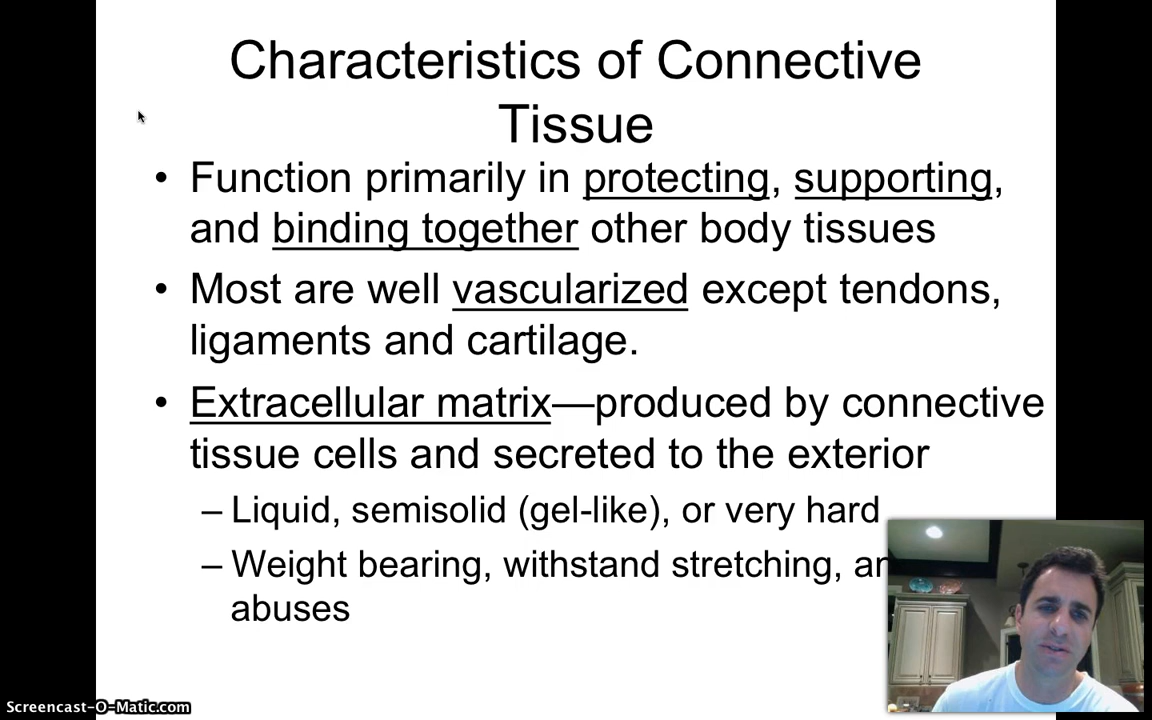 Characteristics of Connective
Tissue
• Function primarily in protecting, supporting,
and binding together other body tissues
• Most are well vascularized except tendons,
ligaments and cartilage.
• Extracellular matrix—produced by connective
tissue cells and secreted to the exterior
– Liquid, semisolid (gel-like), or very hard
– Weight bearing, withstand stretching,
abuses
Screencast-O-Matic.com